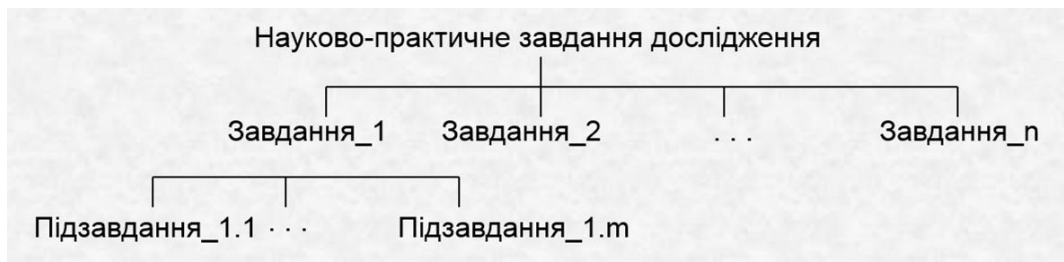 Науково-практичне завдання дослідження
Завдання_1 Завдання_2 . . . Завдання_n
Підзавдання_1.1 . . . Підзавдання_1.m